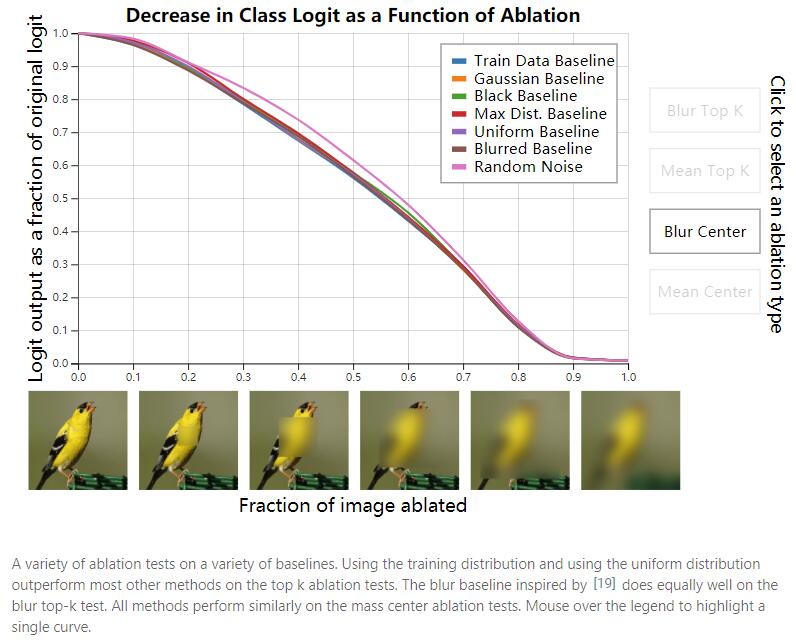 Decrease in Class Logit as a Function of Ablation
Logit output as a fraction of original logit
1.0
0.9
0.8
0.7
0.6
0.5
0.4
0.3
0.2
0.1
0.0
0.0 0.1 0.2 0.3 0.4 0.5 0.6 0.7 0.8 0.9 1.0
Train Data Baseline
Gaussian Baseline
Black Baseline
Max Dist. Baseline
Uniform Baseline
Blurred Baseline
Random Noise
Fraction of image ablated
Blur Top K
Mean Top K
Blur Center
Mean Center
Click to select an ablation type
A variety of ablation tests on a variety of baselines. Using the training distribution and using the uniform distribution
outperform most other methods on the top k ablation tests. The blur baseline inspired by [19] does equally well on the
blur top-k test. All methods perform similarly on the mass center ablation tests. Mouse over the legend to highlight a
single curve.